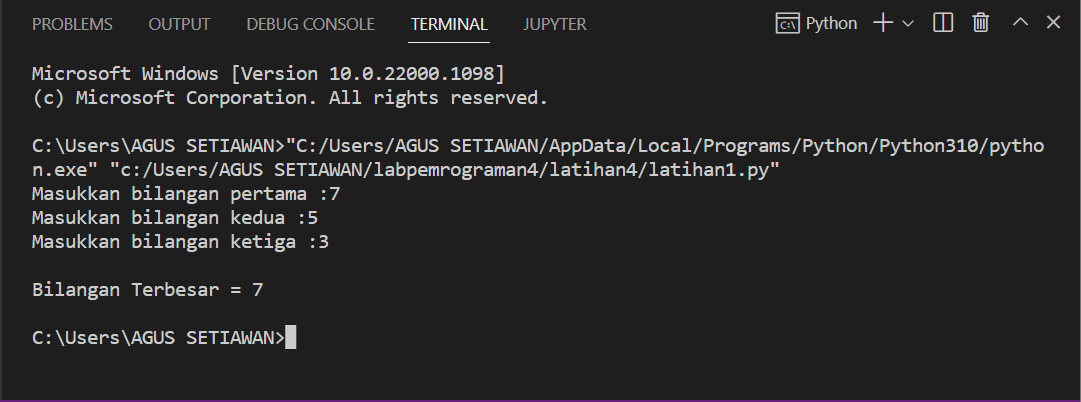 PROBLEMS OUTPUT DEBUG CONSOLE TERMINAL JUPYTER Python
Microsoft Windows [Version 10.0.22000.1098]
(c) Microsoft Corporation. All rights reserved.
C:\Users\AGUS SETIAWAN>"C:/Users/AGUS SETIAWAN/AppData/Local/Programs/Python/Python310/pytho
n.exe" "c:/Users/AGUS SETIAWAN/labpemrograman4/latihan4/latihan1.py"
Masukkan bilangan pertama :7
Masukkan bilangan kedua :5
Masukkan bilangan ketiga :3
Bilangan Terbesar = 7
C:\Users\AGUS SETIAWAN>